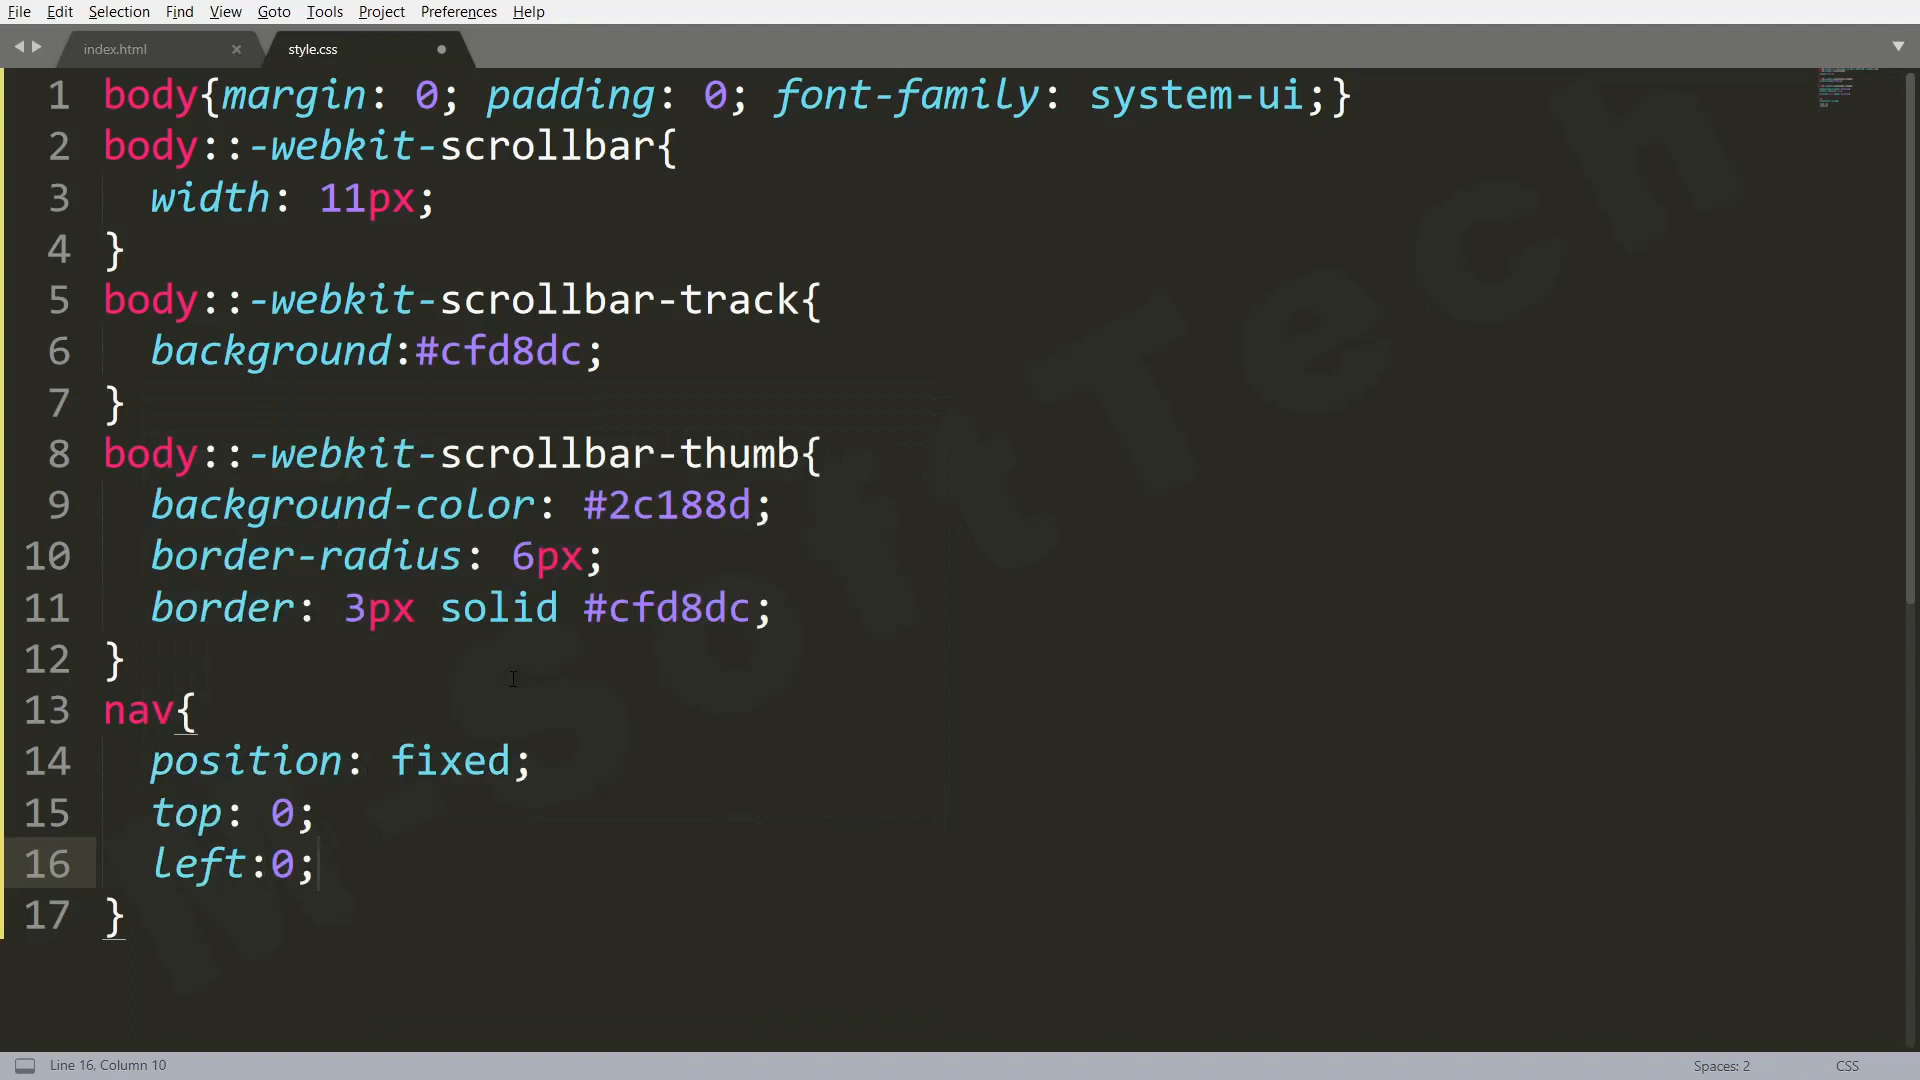 File Edit Selection Find View Goto Tools Project Preferences Help
index.html style.css
1 body{margin: 0; padding: 0; font-family: system-ui;}
2 body::-webkit-scrollbar{
3 width: 11px;
4 }
5 body::-webkit-scrollbar-track{
6 background:#cfd8dc;
7 }
8 body::-webkit-scrollbar-thumb{
9 background-color: #2c188d;
10 border-radius: 6px;
11 border: 3px solid #cfd8dc;
12 }
13 nav{
14 position: fixed;
15 top: 0;
16 left:0;
17 }
M-SoftTech
Line 16, Column 10 Spaces: 2 CSS